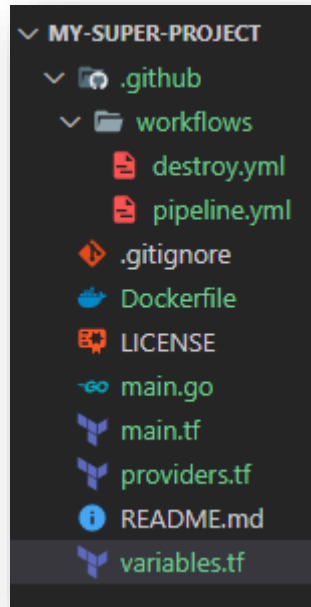 MY-SUPER-PROJECT
.github
workflows
destroy.yml
pipeline.yml
.gitignore
Dockerfile
LICENSE
GO main.go
main.tf
providers.tf
README.md
variables.tf